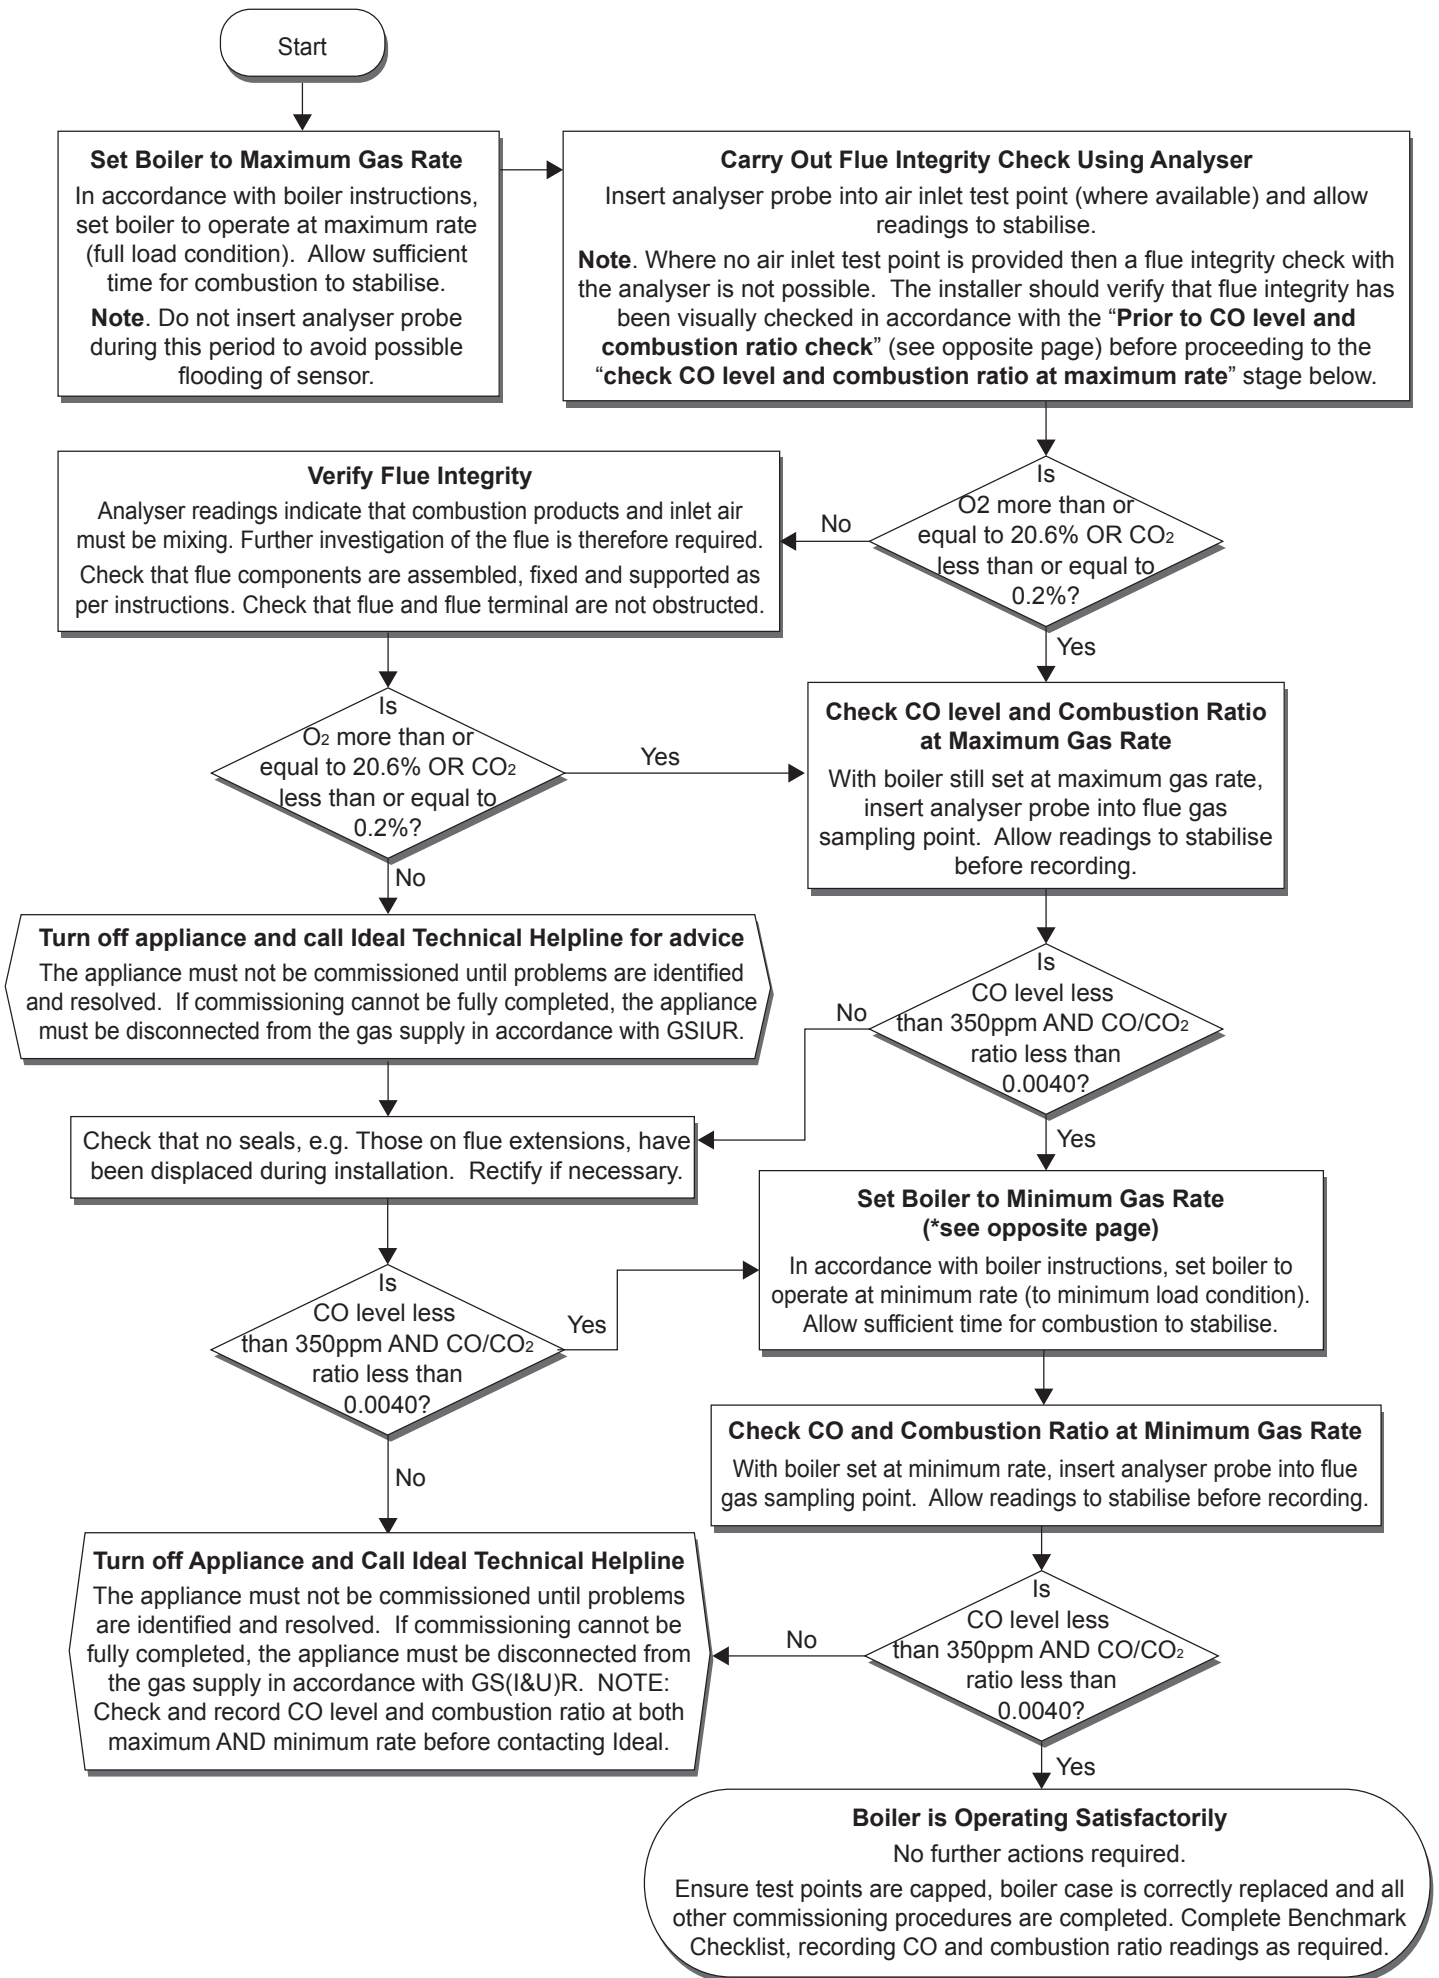 Start
Set Boiler to Maximum Gas Rate
In accordance with boiler instructions,
set boiler to operate at maximum rate
(full load condition). Allow sufficient
time for combustion to stabilise.
Note. Do not insert analyser probe
during this period to avoid possible
flooding of sensor.
Carry Out Flue Integrity Check Using Analyser
Insert analyser probe into air inlet test point (where available) and allow
readings to stabilise.
Note. Where no air inlet test point is provided then a flue integrity check with
the analyser is not possible. The installer should verify that flue integrity has
been visually checked in accordance with the “Prior to CO level and
combustion ratio check” (see opposite page) before proceeding to the
“check CO level and combustion ratio at maximum rate” stage below.
Is
O2 more than or
equal to 20.6% OR CO2
less than or equal to
0.2%?
No
Yes
Verify Flue Integrity
Analyser readings indicate that combustion products and inlet air
must be mixing. Further investigation of the flue is therefore required.
Check that flue components are assembled, fixed and supported as
per instructions. Check that flue and flue terminal are not obstructed.
Is
O2 more than or
equal to 20.6% OR CO2
less than or equal to
0.2%?
Yes
No
Check CO level and Combustion Ratio
at Maximum Gas Rate
With boiler still set at maximum gas rate,
insert analyser probe into flue gas
sampling point. Allow readings to stabilise
before recording.
Turn off appliance and call Ideal Technical Helpline for advice
The appliance must not be commissioned until problems are identified
and resolved. If commissioning cannot be fully completed, the appliance
must be disconnected from the gas supply in accordance with GSIUR.
Is
CO level less
than 350ppm AND CO/CO2
ratio less than
0.0040?
No
Yes
Check that no seals, e.g. Those on flue extensions, have
been displaced during installation. Rectify if necessary.
Set Boiler to Minimum Gas Rate
(*see opposite page)
In accordance with boiler instructions, set boiler to
operate at minimum rate (to minimum load condition).
Allow sufficient time for combustion to stabilise.
Is
CO level less
than 350ppm AND CO/CO2
ratio less than
0.0040?
Yes
No
Check CO and Combustion Ratio at Minimum Gas Rate
With boiler set at minimum rate, insert analyser probe into flue
gas sampling point. Allow readings to stabilise before recording.
Turn off Appliance and Call Ideal Technical Helpline
The appliance must not be commissioned until problems
are identified and resolved. If commissioning cannot be
fully completed, the appliance must be disconnected from
the gas supply in accordance with GS(I&U)R. NOTE:
Check and record CO level and combustion ratio at both
maximum AND minimum rate before contacting Ideal.
Is
CO level less
than 350ppm AND CO/CO2
ratio less than
0.0040?
No
Yes
Boiler is Operating Satisfactorily
No further actions required.
Ensure test points are capped, boiler case is correctly replaced and all
other commissioning procedures are completed. Complete Benchmark
Checklist, recording CO and combustion ratio readings as required.